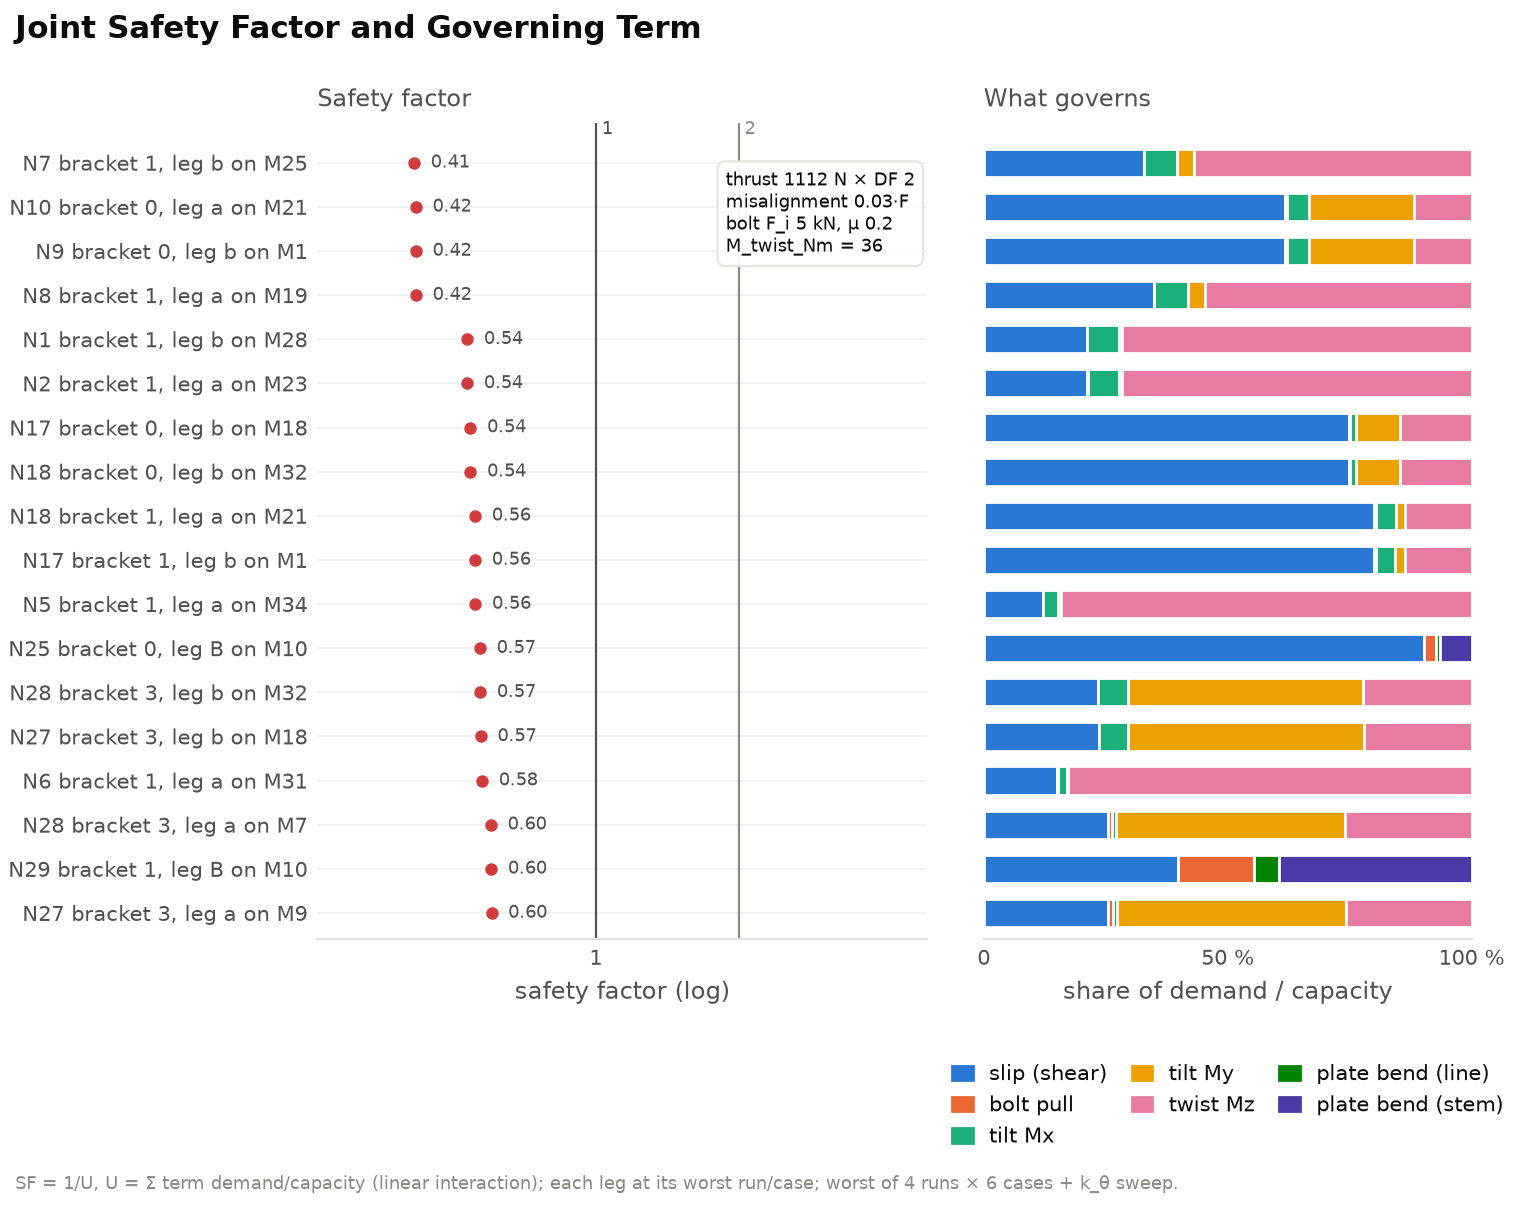 Joint Safety Factor and Governing Term
Safety factor
What governs
1
2
thrust 1112 N × DF 2
misalignment 0.03·F
bolt F_i 5 kN, μ 0.2
M_twist_Nm = 36
N7 bracket 1, leg b on M25
0.41
N10 bracket 0, leg a on M21
0.42
N9 bracket 0, leg b on M1
0.42
N8 bracket 1, leg a on M19
0.42
N1 bracket 1, leg b on M28
0.54
N2 bracket 1, leg a on M23
0.54
N17 bracket 0, leg b on M18
0.54
N18 bracket 0, leg b on M32
0.54
N18 bracket 1, leg a on M21
0.56
N17 bracket 1, leg b on M1
0.56
N5 bracket 1, leg a on M34
0.56
N25 bracket 0, leg B on M10
0.57
N28 bracket 3, leg b on M32
0.57
N27 bracket 3, leg b on M18
0.57
N6 bracket 1, leg a on M31
0.58
N28 bracket 3, leg a on M7
0.60
N29 bracket 1, leg B on M10
0.60
N27 bracket 3, leg a on M9
0.60
1
safety factor (log)
0
50 %
100 %
share of demand / capacity
slip (shear)
bolt pull
tilt Mx
tilt My
twist Mz
plate bend (line)
plate bend (stem)
SF = 1/U, U = Σ term demand/capacity (linear interaction); each leg at its worst run/case; worst of 4 runs × 6 cases + k_θ sweep.